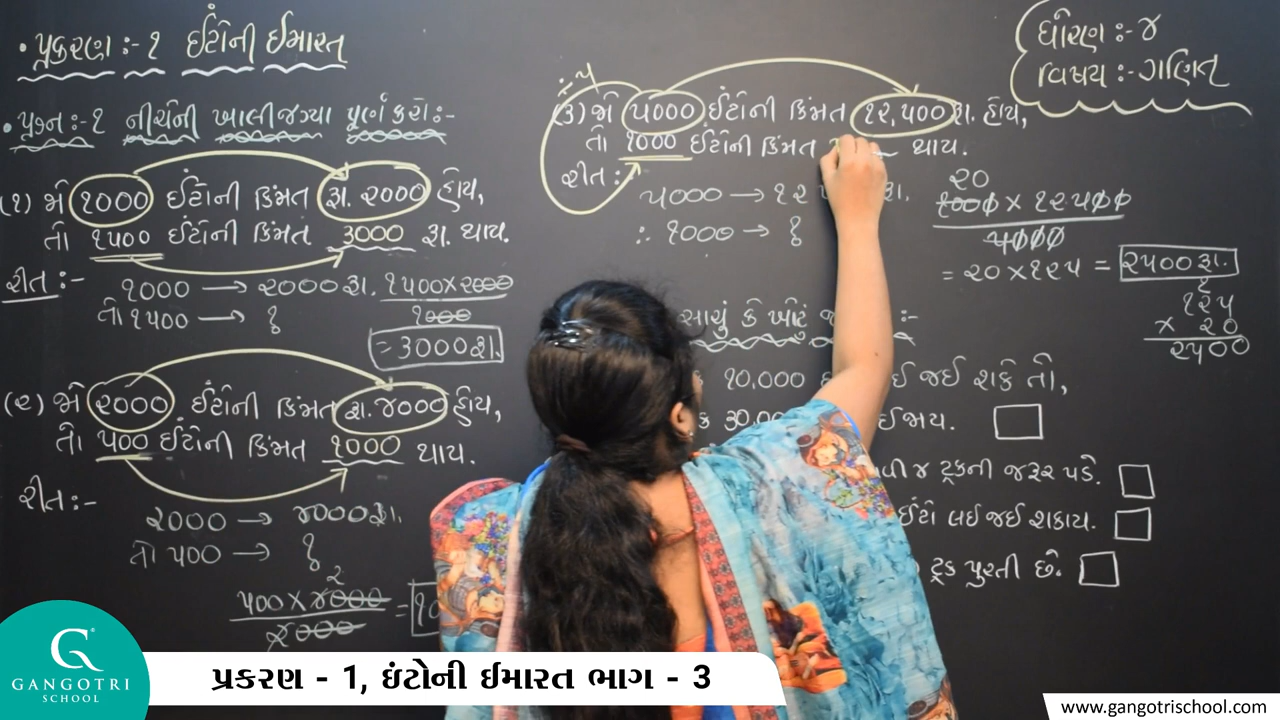 • પ્રકરણ :- ૧ ઈંટોની ઈમારત
• પ્રશ્ન :- ૧ નીચેની ખાલીજગ્યા પૂર્ણ કરો :-
(૧) જો ૧૦૦૦ ઈંટોની કિંમત રૂા. ૨૦૦૦ હોય,
તો ૧૫૦૦ ઈંટોની કિંમત ૩૦૦૦ રૂા. થાય.
રીત :-
૧૦૦૦ → ૨૦૦૦ રૂા.
તો ૧૫૦૦ → ?
૧૫૦૦ × ૨૦૦૦
૧૦૦૦
= ૩૦૦૦ રૂા.
(૨) જો ૨૦૦૦ ઈંટોની કિંમત રૂા. ૪૦૦૦ હોય,
તો ૫૦૦ ઈંટોની કિંમત ૧૦૦૦ થાય.
રીત :-
૨૦૦૦ → ૪૦૦૦ રૂા.
તો ૫૦૦ → ?
૨
૫૦૦ × ૪૦૦૦
૨૦૦૦
= ૧૦
ધોરણ :- ૪
વિષય :- ગણિત
∴ ૫
(૩) જો ૫૦૦૦ ઈંટોની કિંમત ૧૨,૫૦૦ રૂા. હોય,
તો ૧૦૦૦ ઈંટોની કિંમત થાય.
રીત :
૫૦૦૦ → ૧૨ રૂા.
∴ ૧૦૦૦ → ?
૨૦
૧૦૦૦ × ૧૨૫૦૦
૫૦૦૦
= ૨૦ × ૧૨૫ = ૨૫૦૦ રૂા.
૧૨૫
× ૨૦
૨૫૦૦
સાચું કે ખોટું :-
૧૦,૦૦૦ જઈ શકે તો,
૩૦,૦૦ જાય.
૪ ટ્રકની જરૂર પડે.
ઈંટો લઈ જઈ શકાય.
ટ્રક પુરતી છે.
G
GANGOTRI
SCHOOL
પ્રકરણ - 1, ઇંટોની ઈમારત ભાગ - 3
www.gangotrischool.com